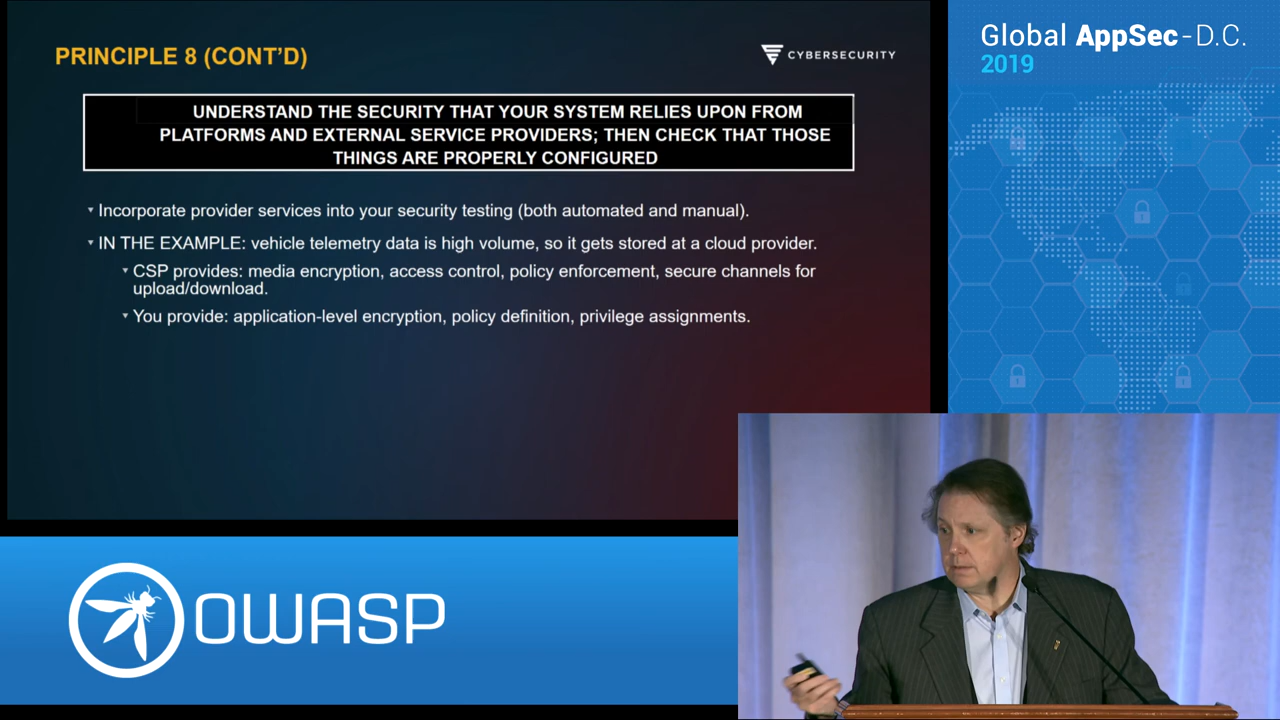 PRINCIPLE 8 (CONT'D)
CYBERSECURITY
UNDERSTAND THE SECURITY THAT YOUR SYSTEM RELIES UPON FROM
PLATFORMS AND EXTERNAL SERVICE PROVIDERS; THEN CHECK THAT THOSE
THINGS ARE PROPERLY CONFIGURED
Incorporate provider services into your security testing (both automated and manual).
IN THE EXAMPLE: vehicle telemetry data is high volume, so it gets stored at a cloud provider.
CSP provides: media encryption, access control, policy enforcement, secure channels for
upload/download.
You provide: application-level encryption, policy definition, privilege assignments.
Global AppSec - D.C.
2019
OWASP